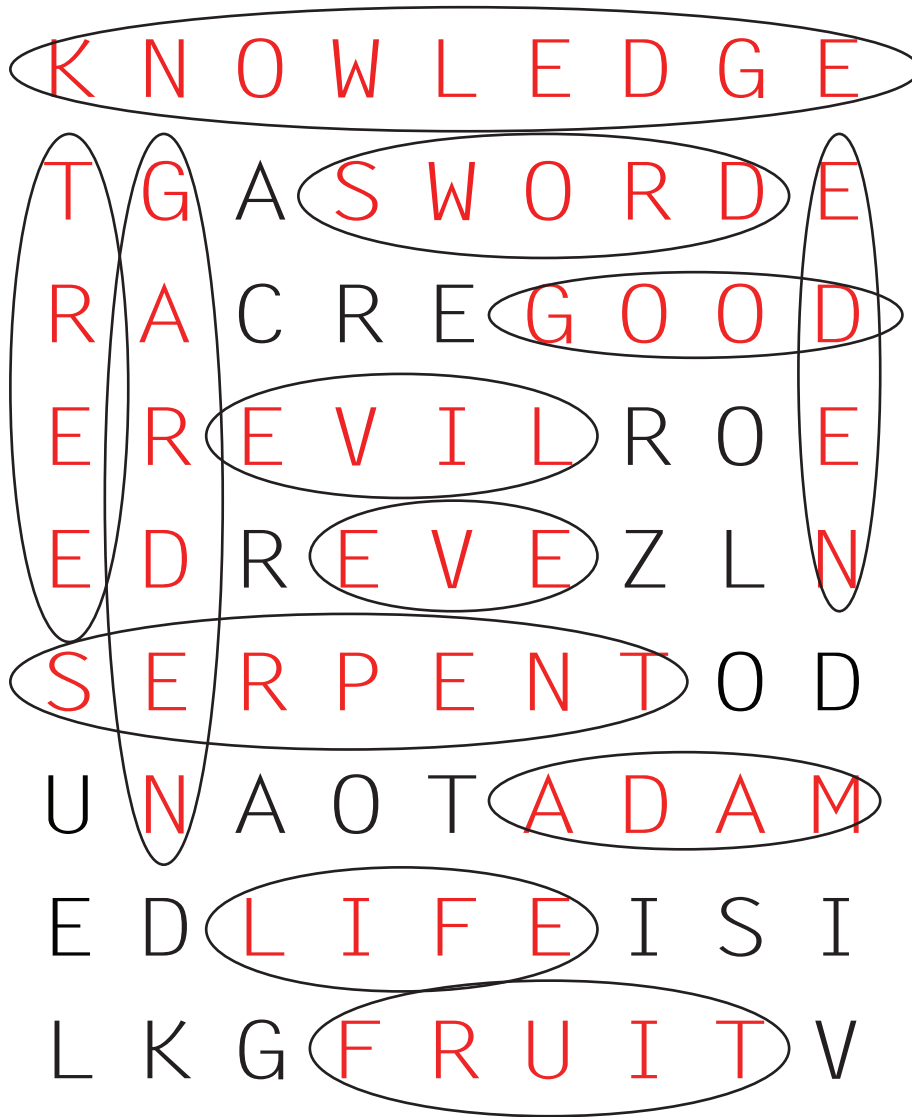 K N O W L E D G E
T G A S W O R D E
R A C R E G O O D
E R E V I L R O E
E D R E V E Z L N
S E R P E N T O D
U N A O T A D A M
E D L I F E I S I
L K G F R U I T V